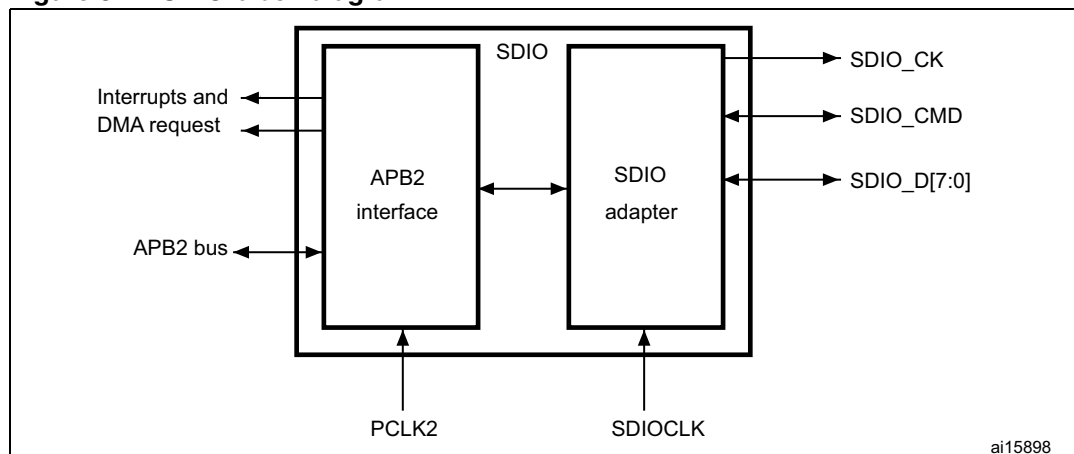 SDIO
Interrupts and
DMA request
APB2
interface
SDIO
adapter
APB2 bus
SDIO_CK
SDIO_CMD
SDIO_D[7:0]
PCLK2
SDIOCLK
ai15898